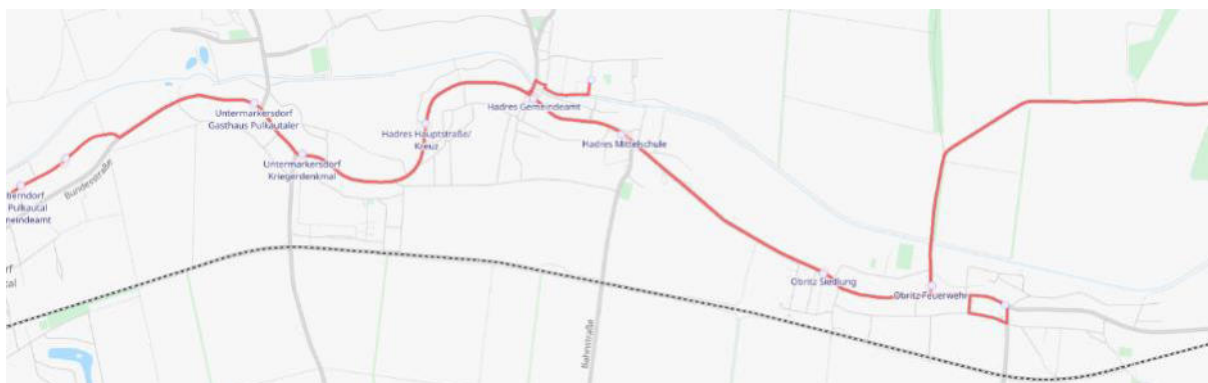 Untermarkersdorf
Gasthaus Pulkautaler
Hadres Gemeindeamt
Hadres Hauptstraße/
Kreuz
Hadres Mittelschule
Untermarkersdorf
Kriegerdenkmal
Bundesstraße
Pulkautal
Obritz Siedlung
Obritz-Feuerwehr
Bahnstraße